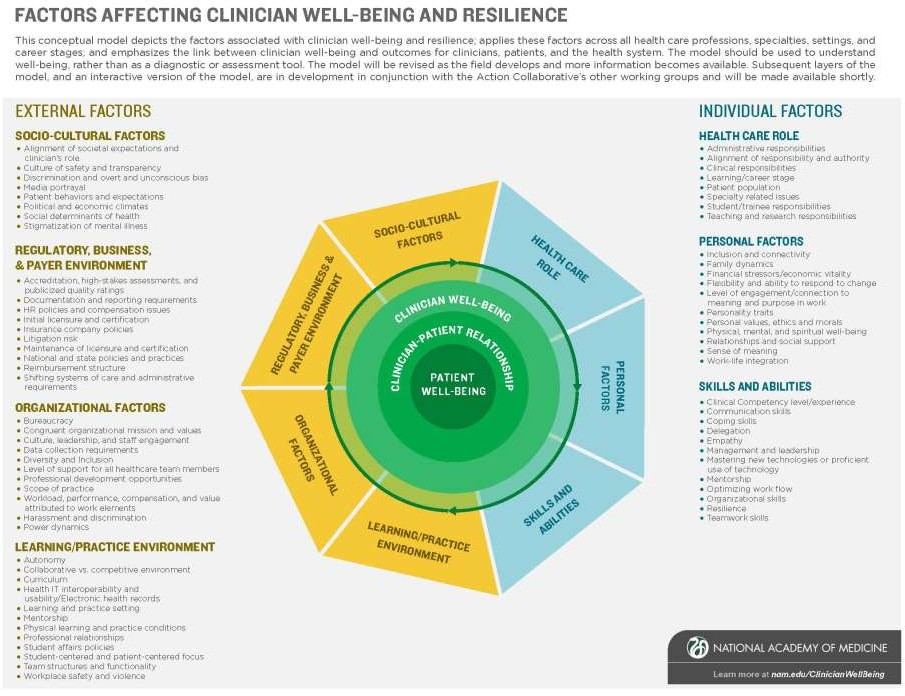 FACTORS AFFECTING CLINICIAN WELL-BEING AND RESILIENCE
This conceptual model depicts the factors associated with clinician well-being and resilience; applies these factors across all health care professions, specialties, settings, and
career stages; and emphasizes the link between clinician well-being and outcomes for clinicians, patients, and the health system. The model should be used to understand
well-being, rather than as a diagnostic or assessment tool. The model will be revised as the field develops and more information becomes available. Subsequent layers of the
model, and an interactive version of the model, are in development in conjunction with the Action Collaborative's other working groups and will be made available shortly.
EXTERNAL FACTORS
SOCIO-CULTURAL FACTORS
• Alignment of societal expectations and
clinician's role
• Culture of safety and transparency
• Discrimination and overt and unconscious bias
• Media portrayal
• Patient behaviors and expectations
• Political and economic climates
• Social determinants of health
• Stigmatization of mental illness
REGULATORY, BUSINESS,
& PAYER ENVIRONMENT
• Accreditation, high-stakes assessments, and
publicized quality ratings
• Documentation and reporting requirements
• HR policies and compensation issues
• Initial licensure and certification
• Insurance company policies
• Litigation risk
• Maintenance of licensure and certification
• National and state policies and practices
• Reimbursement structure
• Shifting systems of care and administrative
requirements
ORGANIZATIONAL FACTORS
• Bureaucracy
• Congruent organizational mission and values
• Culture, leadership, and staff engagement
• Data collection requirements
• Diversity and Inclusion
• Level of support for all healthcare team members
• Professional development opportunities
• Scope of practice
• Workload, performance, compensation, and value
attributed to work elements
• Harassment and discrimination
• Power dynamics
LEARNING/PRACTICE ENVIRONMENT
• Autonomy
• Collaborative vs. competitive environment
• Curriculum
• Health IT interoperability and
usability/Electronic health records
• Learning and practice setting
• Mentorship
• Physical learning and practice conditions
• Professional relationships
• Student affairs policies
• Student-centered and patient-centered focus
• Team structures and functionality
• Workplace safety and violence
SOCIO-CULTURAL
FACTORS
HEALTH CARE
ROLE
REGULATORY, BUSINESS &
PAYER ENVIRONMENT
PERSONAL
FACTORS
ORGANIZATIONAL
FACTORS
SKILLS AND
ABILITIES
LEARNING/PRACTICE
ENVIRONMENT
CLINICIAN WELL-BEING
CLINICIAN-PATIENT RELATIONSHIP
PATIENT
WELL-BEING
INDIVIDUAL FACTORS
HEALTH CARE ROLE
• Administrative responsibilities
• Alignment of responsibility and authority
• Clinical responsibilities
• Learning/career stage
• Patient population
• Specialty related issues
• Student/trainee responsibilities
• Teaching and research responsibilities
PERSONAL FACTORS
• Inclusion and connectivity
• Family dynamics
• Financial stressors/economic vitality
• Flexibility and ability to respond to change
• Level of engagement/connection to
meaning and purpose in work
• Personality traits
• Personal values, ethics and morals
• Physical, mental, and spiritual well-being
• Relationships and social support
• Sense of meaning
• Work-life integration
SKILLS AND ABILITIES
• Clinical Competency level/experience
• Communication skills
• Coping skills
• Delegation
• Empathy
• Management and leadership
• Mastering new technologies or proficient
use of technology
• Mentorship
• Optimizing work flow
• Organizational skills
• Resilience
• Teamwork skills
NATIONAL ACADEMY OF MEDICINE
Learn more at nam.edu/ClinicianWellBeing